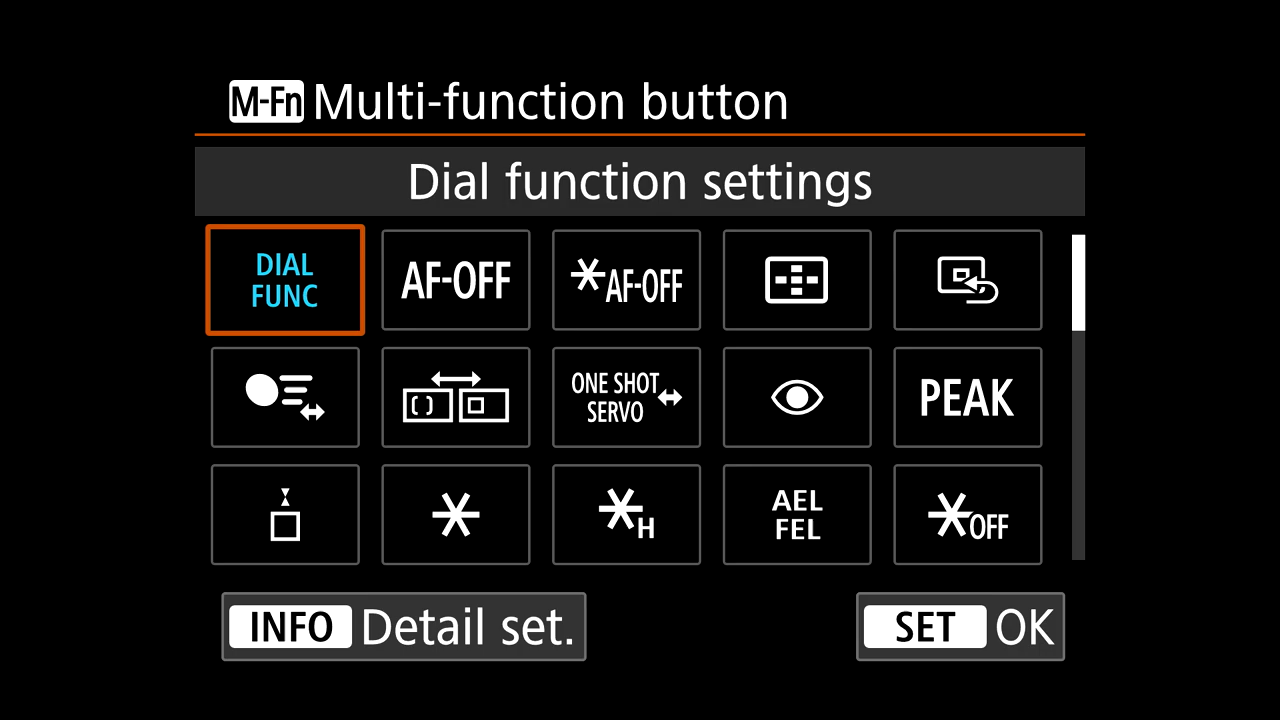 M-Fn Multi-function button
Dial function settings
DIAL
FUNC
AF-OFF
AF-OFF
ONE SHOT
SERVO
PEAK
H
AEL
FEL
OFF
INFO Detail set.
SET OK